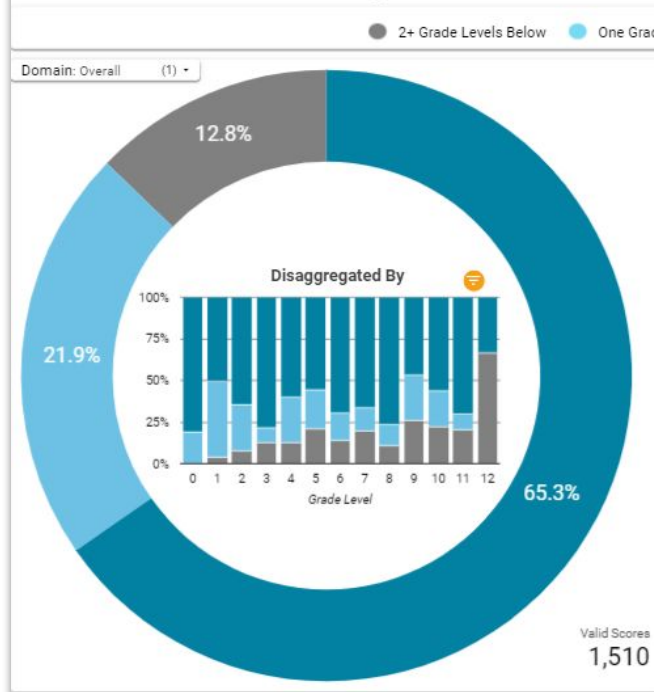 2+ Grade Levels Below One Grad
Domain: Overall (1)
12.8%
21.9%
65.3%
Disaggregated By
100%
75%
50%
25%
0%
0 1 2 3 4 5 6 7 8 9 10 11 12
Grade Level
Valid Scores
1,510